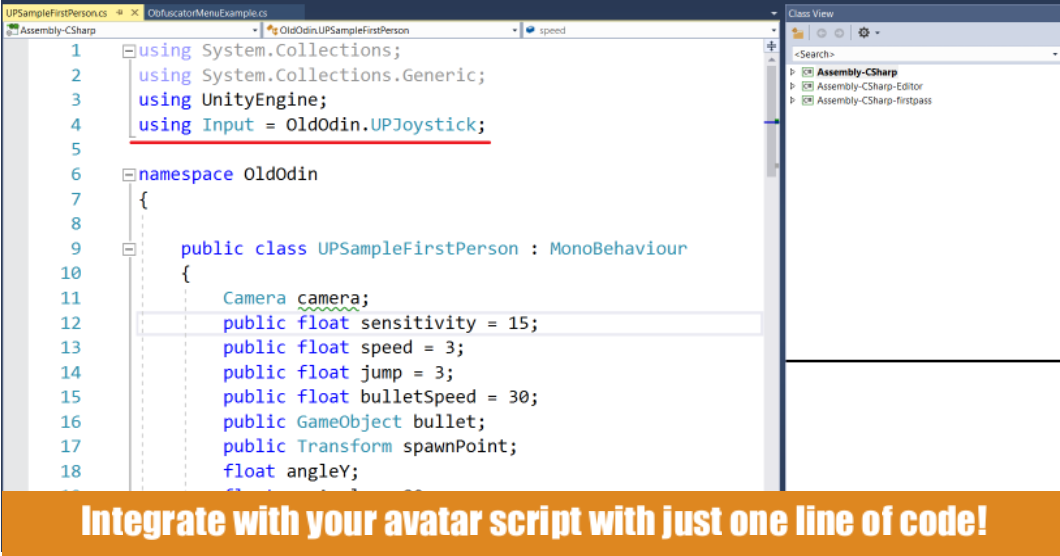 UPSampleFirstPerson.cs
ObfuscatorMenuExample.cs
Assembly-CSharp
OldOdin.UPSampleFirstPerson
speed
1 using System.Collections;
2 using System.Collections.Generic;
3 using UnityEngine;
4 using Input = OldOdin.UPJoystick;
5
6 namespace OldOdin
7 {
8
9 public class UPSampleFirstPerson : MonoBehaviour
10 {
11 Camera camera;
12 public float sensitivity = 15;
13 public float speed = 3;
14 public float jump = 3;
15 public float bulletSpeed = 30;
16 public GameObject bullet;
17 public Transform spawnPoint;
18 float angleY;
Class View
<Search>
Assembly-CSharp
Assembly-CSharp-Editor
Assembly-CSharp-firstpass
Integrate with your avatar script with just one line of code!